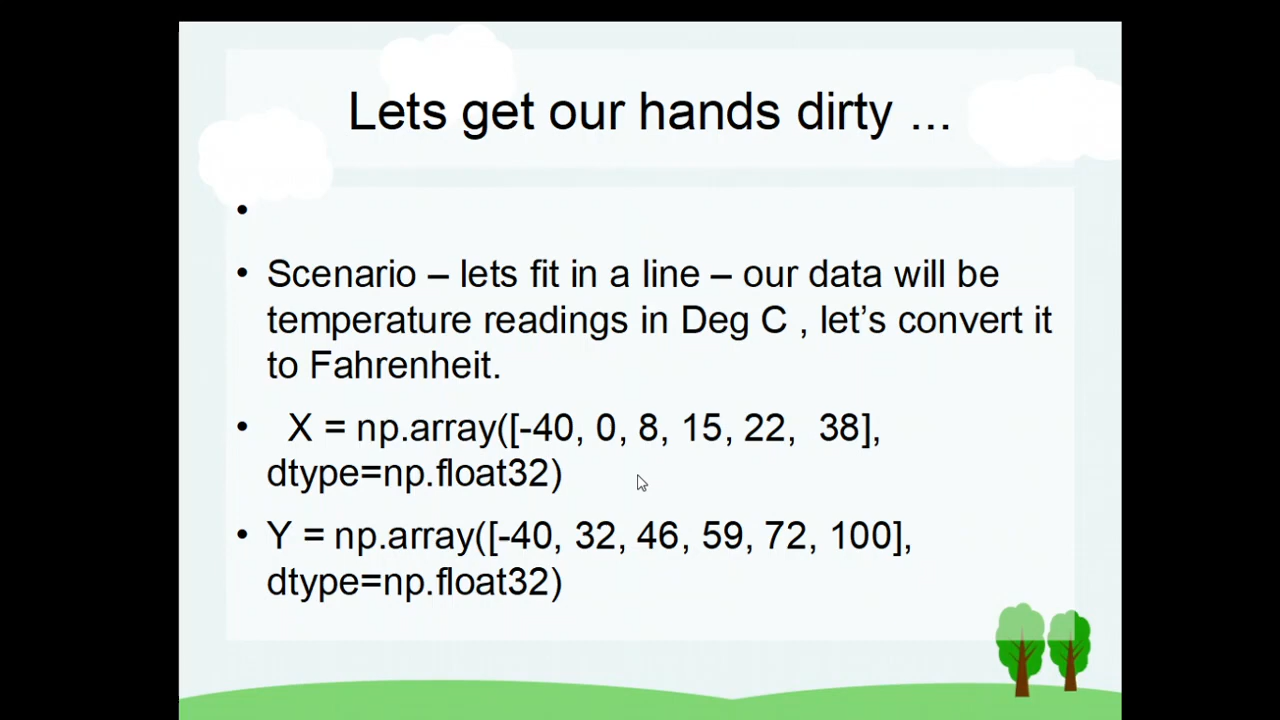 Lets get our hands dirty ...
•
• Scenario – lets fit in a line – our data will be
temperature readings in Deg C , let’s convert it
to Fahrenheit.
• X = np.array([-40, 0, 8, 15, 22,  38],
dtype=np.float32)
• Y = np.array([-40, 32, 46, 59, 72, 100],
dtype=np.float32)